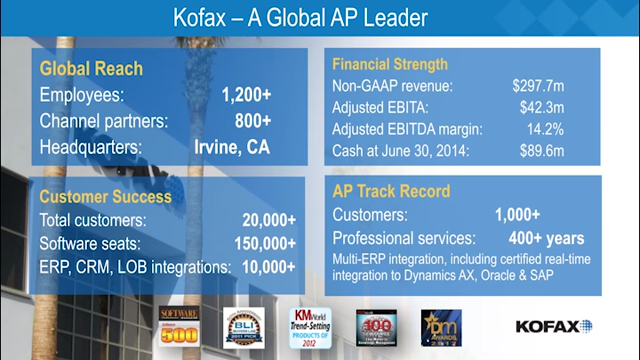 Kofax – A Global AP Leader
Global Reach
Employees: 1,200+
Channel partners: 800+
Headquarters: Irvine, CA
Financial Strength
Non-GAAP revenue: $297.7m
Adjusted EBITA: $42.3m
Adjusted EBITDA margin: 14.2%
Cash at June 30, 2014: $89.6m
Customer Success
Total customers: 20,000+
Software seats: 150,000+
ERP, CRM, LOB integrations: 10,000+
AP Track Record
Customers: 1,000+
Professional services: 400+ years
Multi-ERP integration, including certified real-time
integration to Dynamics AX, Oracle & SAP
SOFTWARE
500
BLI
2011 PICK
KMWorld
Trend-Setting
PRODUCTS OF
2012
100
dm
AWARDS
KOFAX